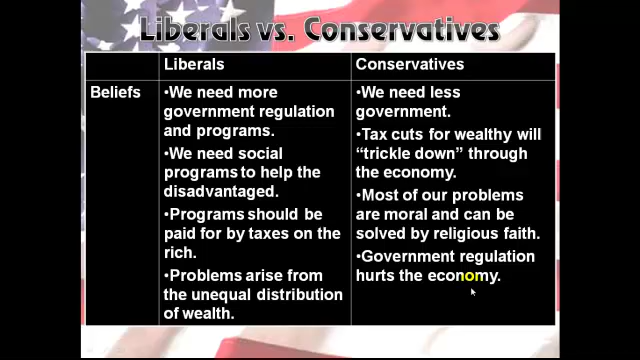 Liberals vs. Conservatives
Liberals
Conservatives
Beliefs
•We need more
government regulation
and programs.
•We need social
programs to help the
disadvantaged.
•Programs should be
paid for by taxes on the
rich.
•Problems arise from
the unequal distribution
of wealth.
•We need less
government.
•Tax cuts for wealthy will
“trickle down” through
the economy.
•Most of our problems
are moral and can be
solved by religious faith.
•Government regulation
hurts the economy.